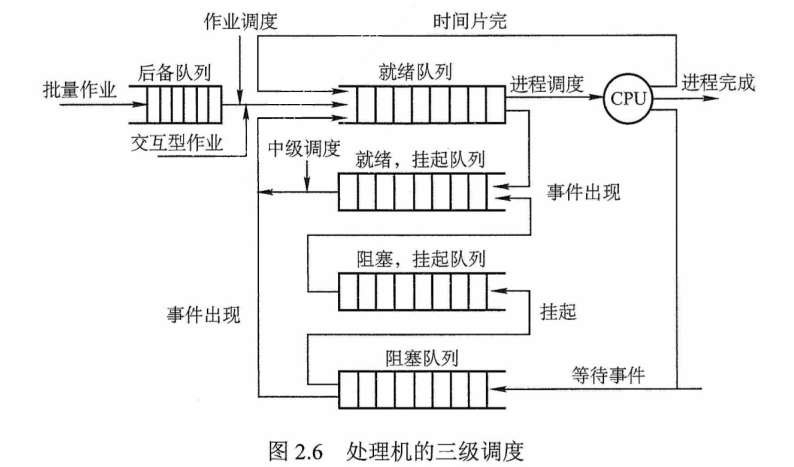 作业调度
时间片完
后备队列
就绪队列
批量作业
进程调度
CPU
进程完成
交互型作业
中级调度
就绪，挂起队列
事件出现
阻塞，挂起队列
事件出现
挂起
阻塞队列
等待事件
图 2.6 处理机的三级调度